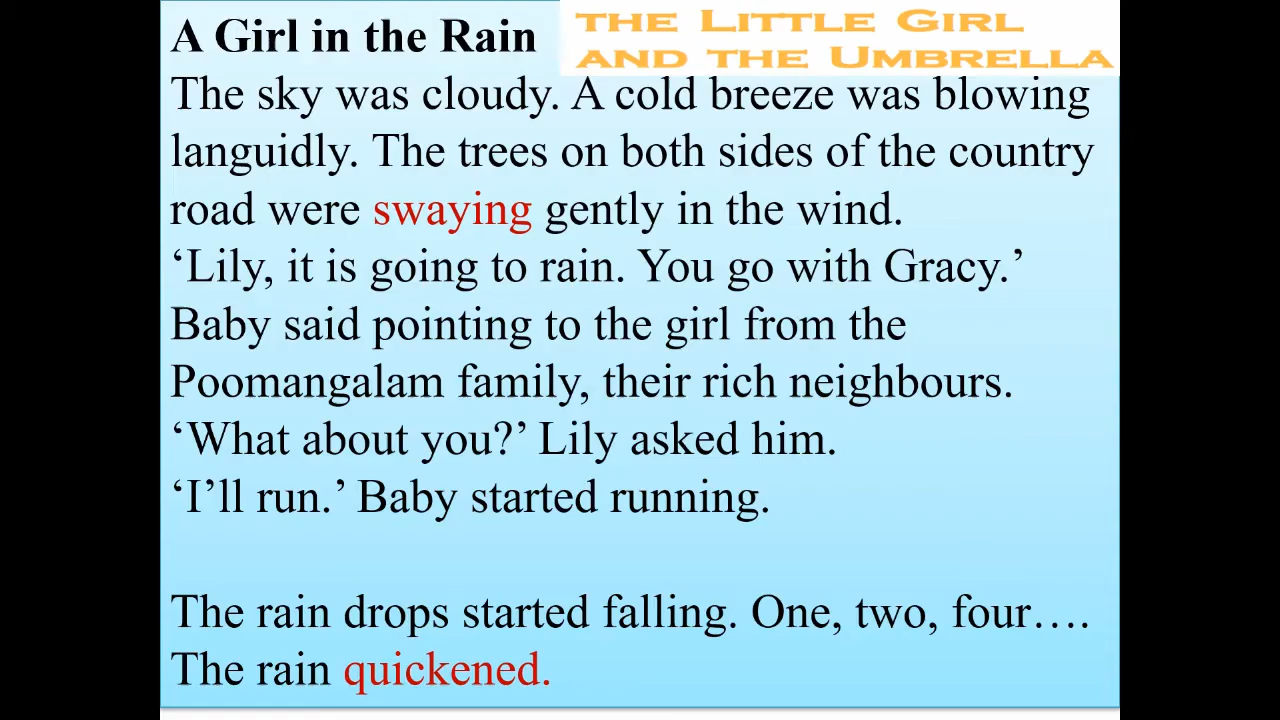 A Girl in the Rain
THE LITTLE GIRL
AND THE UMBRELLA
The sky was cloudy. A cold breeze was blowing
languidly. The trees on both sides of the country
road were swaying gently in the wind.
‘Lily, it is going to rain. You go with Gracy.’
Baby said pointing to the girl from the
Poomangalam family, their rich neighbours.
‘What about you?’ Lily asked him.
‘I’ll run.’ Baby started running.
The rain drops started falling. One, two, four….
The rain quickened.